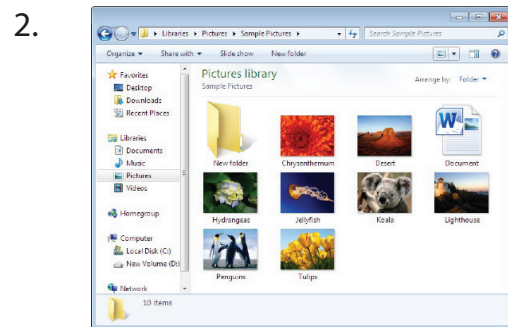 2.
Libraries Pictures Sample Pictures
Search Sample Pictures
Organize Share with Slide show New folder
Favorites
Desktop
Downloads
Recent Places
Libraries
Documents
Music
Pictures
Videos
Homegroup
Computer
Local Disk (C:)
New Volume (D:)
Network
Pictures library
Sample Pictures
Arrange by: Folder
New folder
Chrysanthemum
Desert
Document
Hydrangeas
Jellyfish
Koala
Lighthouse
Penguins
Tulips
W
10 items